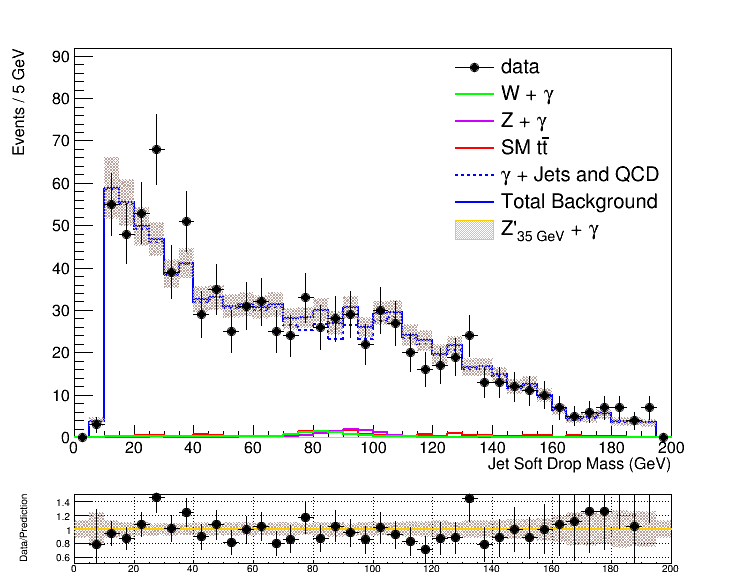 Events / 5 GeV
90
80
70
60
50
40
30
20
10
0
data
W + γ
Z + γ
SM tt̄
γ + Jets and QCD
Total Background
Z'35 GeV + γ
0 20 40 60 80 100 120 140 160 180 200
Jet Soft Drop Mass (GeV)
Data/Prediction
1.4
1.2
1
0.8
0.6
0 20 40 60 80 100 120 140 160 180 200